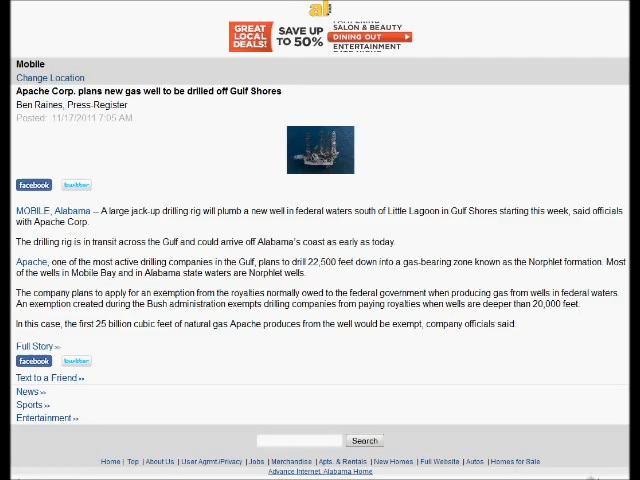 al
GREAT
LOCAL
DEALS!
SAVE UP
TO 50%
SALON & BEAUTY
DINING OUT
ENTERTAINMENT
Mobile
Change Location
Apache Corp. plans new gas well to be drilled off Gulf Shores
Ben Raines, Press-Register
Posted: 11/17/2011 7:05 AM
facebook twitter
MOBILE, Alabama -- A large jack-up drilling rig will plumb a new well in federal waters south of Little Lagoon in Gulf Shores starting this week, said officials
with Apache Corp.
The drilling rig is in transit across the Gulf and could arrive off Alabama's coast as early as today.
Apache, one of the most active drilling companies in the Gulf, plans to drill 22,500 feet down into a gas-bearing zone known as the Norphlet formation. Most
of the wells in Mobile Bay and in Alabama state waters are Norphlet wells.
The company plans to apply for an exemption from the royalties normally owed to the federal government when producing gas from wells in federal waters.
An exemption created during the Bush administration exempts drilling companies from paying royalties when wells are deeper than 20,000 feet.
In this case, the first 25 billion cubic feet of natural gas Apache produces from the well would be exempt, company officials said.
Full Story >>
facebook twitter
Text to a Friend >>
News >>
Sports >>
Entertainment >>
Search
Home | Top | About Us | User Agrmt./Privacy | Jobs | Merchandise | Apts. & Rentals | New Homes | Full Website | Autos | Homes for Sale
Advance Internet, Alabama Home